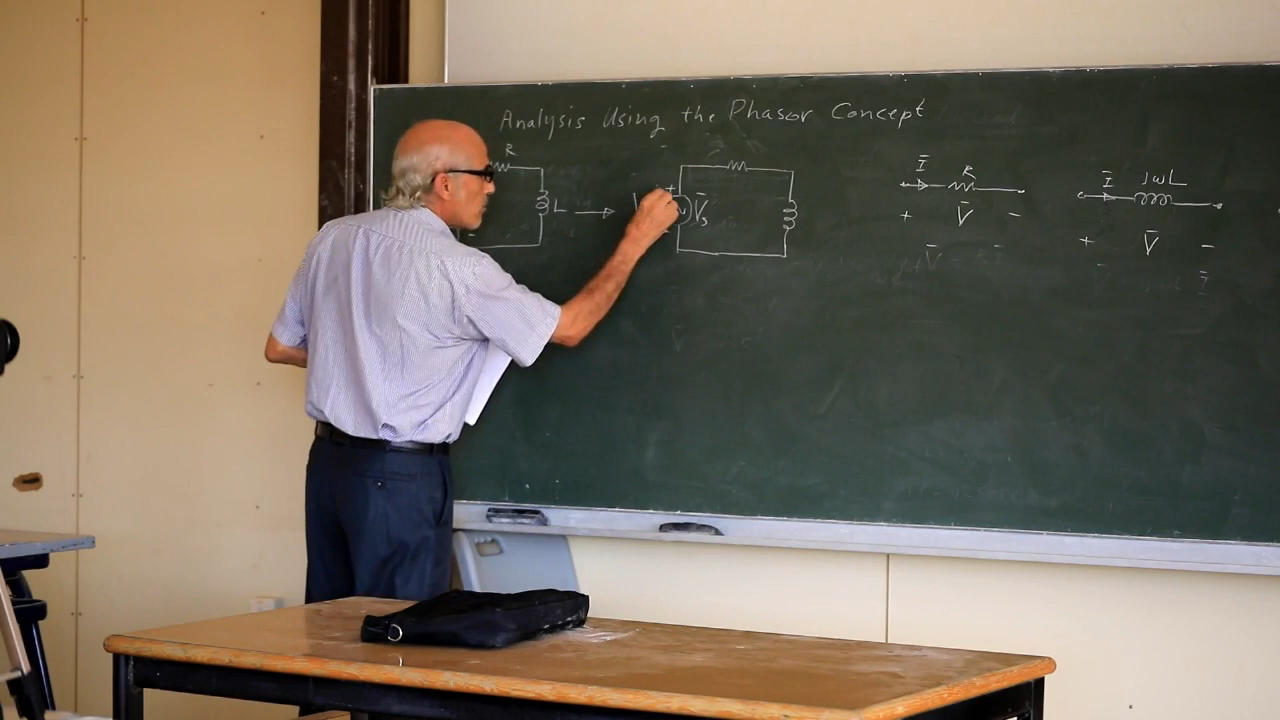 Analysis Using the Phasor Concept
R
L
+
V̄s
Ī
R
+ V̄ -
Ī
jωL
+ V̄ -
V̄
Ī